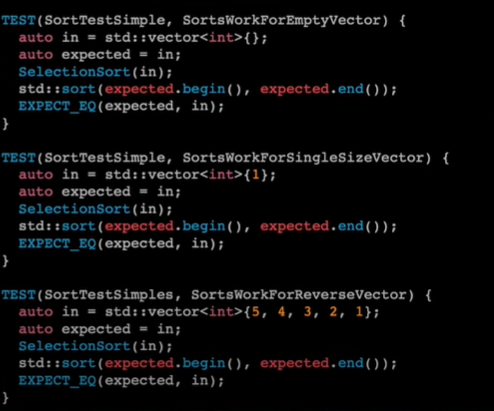 TEST(SortTestSimple, SortsWorkForEmptyVector) {
  auto in = std::vector<int>{};
  auto expected = in;
  SelectionSort(in);
  std::sort(expected.begin(), expected.end());
  EXPECT_EQ(expected, in);
}
TEST(SortTestSimple, SortsWorkForSingleSizeVector) {
  auto in = std::vector<int>{1};
  auto expected = in;
  SelectionSort(in);
  std::sort(expected.begin(), expected.end());
  EXPECT_EQ(expected, in);
}
TEST(SortTestSimples, SortsWorkForReverseVector) {
  auto in = std::vector<int>{5, 4, 3, 2, 1};
  auto expected = in;
  SelectionSort(in);
  std::sort(expected.begin(), expected.end());
  EXPECT_EQ(expected, in);
}